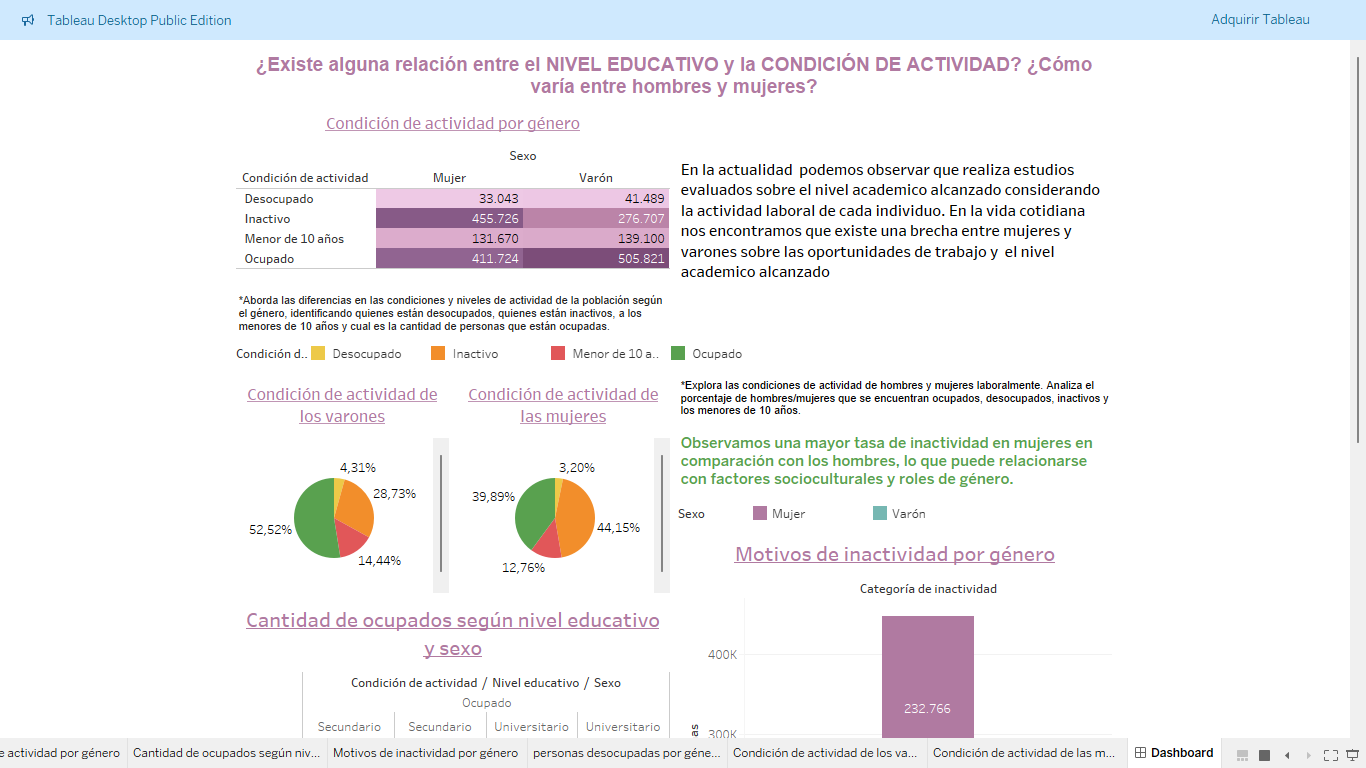 Tableau Desktop Public Edition
Adquirir Tableau
¿Existe alguna relación entre el NIVEL EDUCATIVO y la CONDICIÓN DE ACTIVIDAD? ¿Cómo
varía entre hombres y mujeres?
Condición de actividad por género
Sexo
Condición de actividad Mujer Varón
Desocupado 33.043 41.489
Inactivo 455.726 276.707
Menor de 10 años 131.670 139.100
Ocupado 411.724 505.821
En la actualidad podemos observar que realiza estudios
evaluados sobre el nivel academico alcanzado considerando
la actividad laboral de cada individuo. En la vida cotidiana
nos encontramos que existe una brecha entre mujeres y
varones sobre las oportunidades de trabajo y el nivel
academico alcanzado
*Aborda las diferencias en las condiciones y niveles de actividad de la población según
el género, identificando quienes están desocupados, quienes están inactivos, a los
menores de 10 años y cual es la cantidad de personas que están ocupadas.
Condición d.. Desocupado Inactivo Menor de 10 a.. Ocupado
Condición de actividad de
los varones
4,31%
28,73%
52,52%
14,44%
Condición de actividad de
las mujeres
3,20%
39,89%
44,15%
12,76%
*Explora las condiciones de actividad de hombres y mujeres laboralmente. Analiza el
porcentaje de hombres/mujeres que se encuentran ocupados, desocupados, inactivos y
los menores de 10 años.
Observamos una mayor tasa de inactividad en mujeres en
comparación con los hombres, lo que puede relacionarse
con factores socioculturales y roles de género.
Sexo Mujer Varón
Motivos de inactividad por género
Categoría de inactividad
400K
232.766
300K
as
Cantidad de ocupados según nivel educativo
y sexo
Condición de actividad / Nivel educativo / Sexo
Ocupado
Secundario Secundario Universitario Universitario
e actividad por género
Cantidad de ocupados según niv...
Motivos de inactividad por género
personas desocupadas por géne...
Condición de actividad de los va...
Condición de actividad de las m...
Dashboard